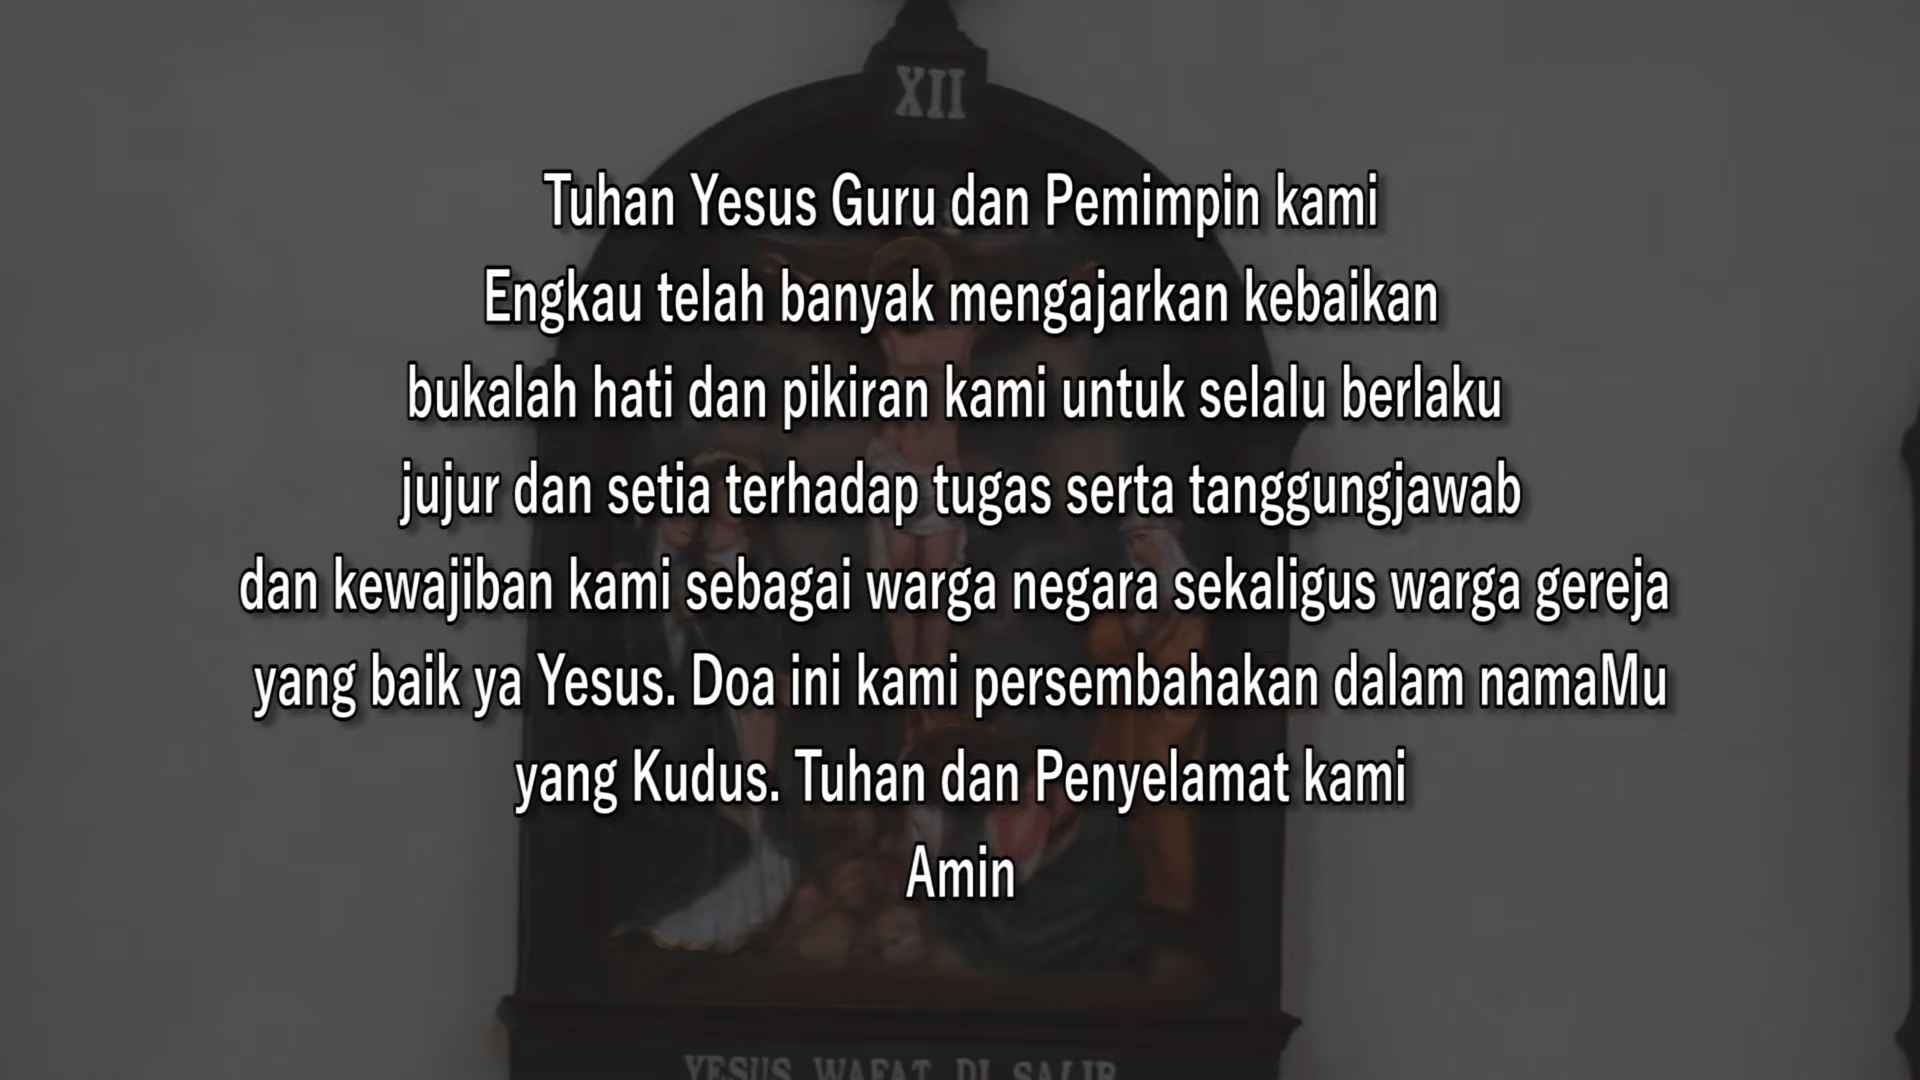 XII
Tuhan Yesus Guru dan Pemimpin kami
Engkau telah banyak mengajarkan kebaikan
bukalah hati dan pikiran kami untuk selalu berlaku
jujur dan setia terhadap tugas serta tanggungjawab
dan kewajiban kami sebagai warga negara sekaligus warga gereja
yang baik ya Yesus. Doa ini kami persembahakan dalam namaMu
yang Kudus. Tuhan dan Penyelamat kami
Amin
YESUS WAFAT DI SALIB